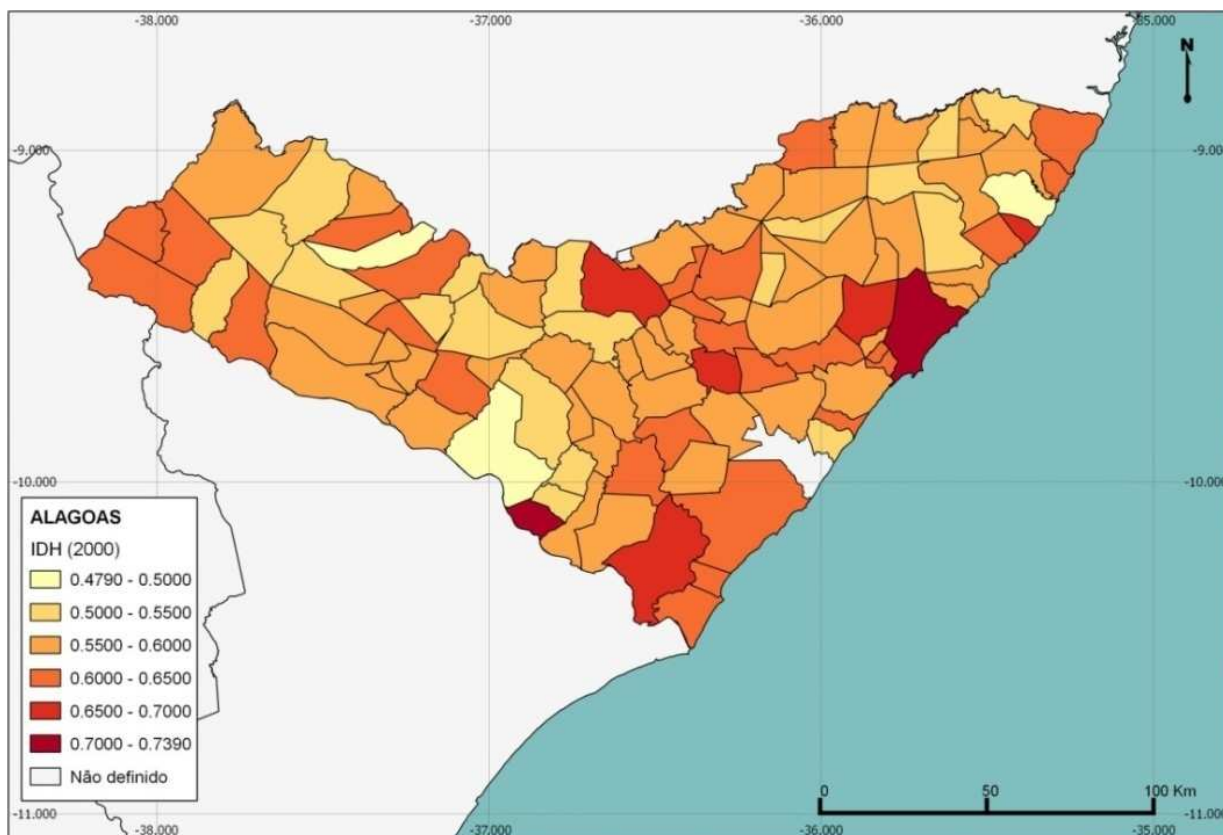 -38.000 -37.000 -36.000 -35.000
N
-9.000 -9.000
-10.000 -10.000
ALAGOAS
IDH (2000)
0.4790 - 0.5000
0.5000 - 0.5500
0.5500 - 0.6000
0.6000 - 0.6500
0.6500 - 0.7000
0.7000 - 0.7390
Não definido
0 50 100 Km
-11.000 -11.000
-38.000 -37.000 -36.000 -35.000